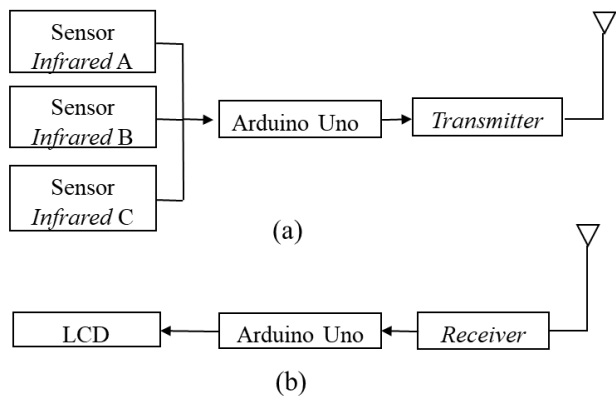 Sensor
Infrared A
Sensor
Infrared B
Sensor
Infrared C
Arduino Uno
Transmitter
(a)
LCD
Arduino Uno
Receiver
(b)